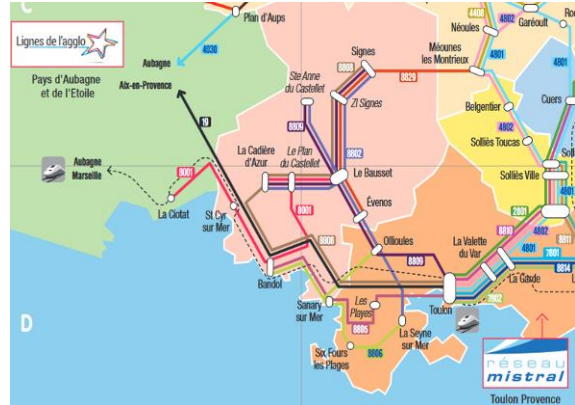 C
Lignes de l'agglo
Plan d'Aups
4030
Aubagne
Aix-en-Provence
Pays d'Aubagne
et de l'Etoile
Aubagne
Marseille
19
8001
La Ciotat
St Cyr
sur Mer
Ste Anne
du Castellet
8809
La Cadière
d'Azur
Le Plan
du Castellet
8001
8808
Signes
8808
ZI Signes
8802
8829
Le Beausset
Évenos
Ollioules
8809
Bandol
Sanary
sur Mer
Les
Playes
8805
Six Fours
les Plages
8806
La Seyne
sur Mer
Toulon
4408
Néoules
4802
Garéoult
Méounes
les Montrieux
4801
4801
Belgentier
Cuers
Solliès Toucas
4802
Solliès Ville
2801
8810
4802
4801
8811
7801
8814
La Valette
du Var
La Garde
7802
D
réseau
mistral
Toulon Provence